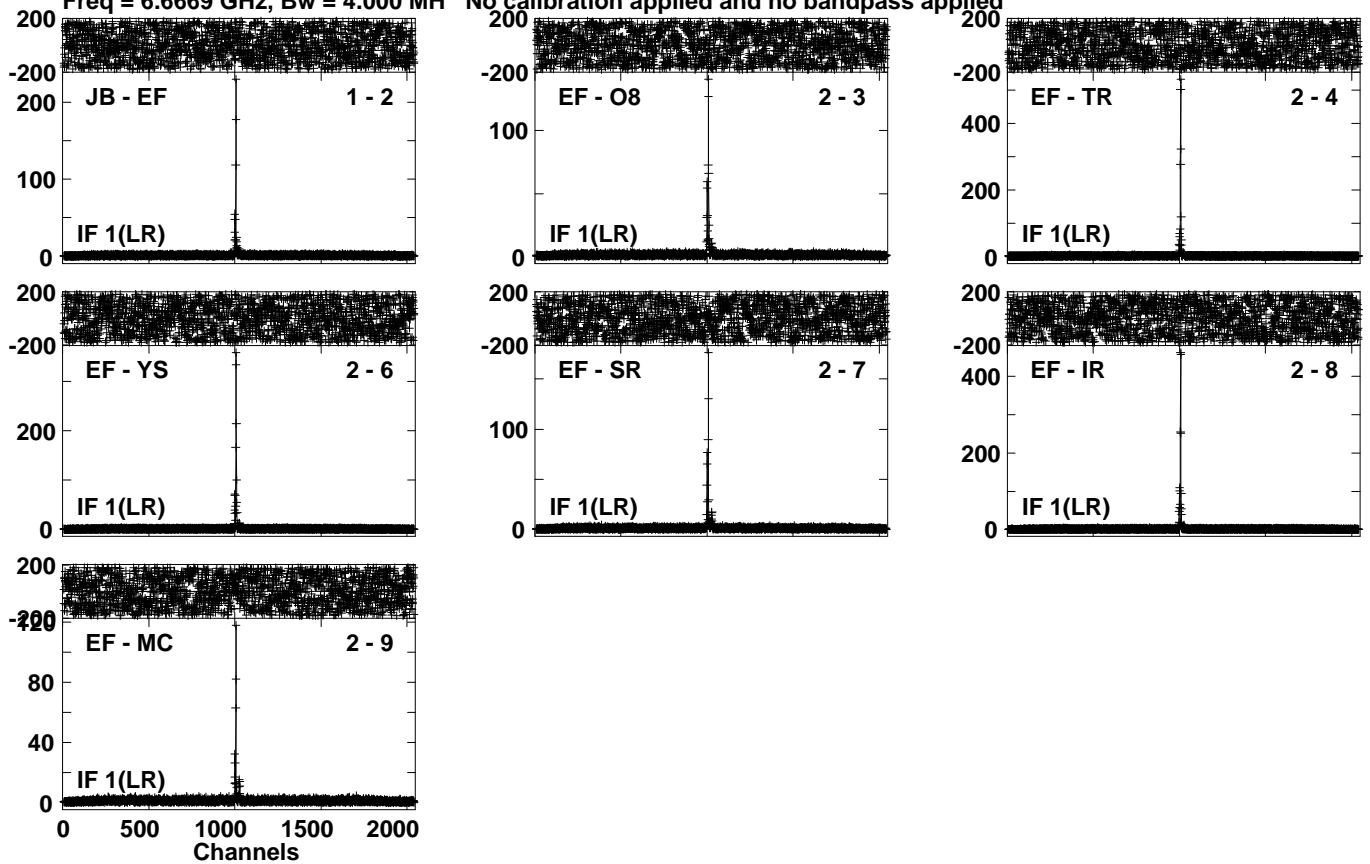 Freq = 6.6669 GHz, Bw = 4.000 MH No calibration applied and no bandpass applied
200 200 200
-200 -200 -200
JB - EF 1 - 2 EF - O8 2 - 3 EF - TR 2 - 4
200 100 400
100 200
IF 1(LR) IF 1(LR) IF 1(LR)
0 0 0
200 200 200
-200 -200 -200
EF - YS 2 - 6 EF - SR 2 - 7 EF - IR 2 - 8
200 100 400
200
IF 1(LR) IF 1(LR) IF 1(LR)
0 0 0
200
-200
120
EF - MC 2 - 9
80
40
IF 1(LR)
0
0 500 1000 1500 2000
Channels